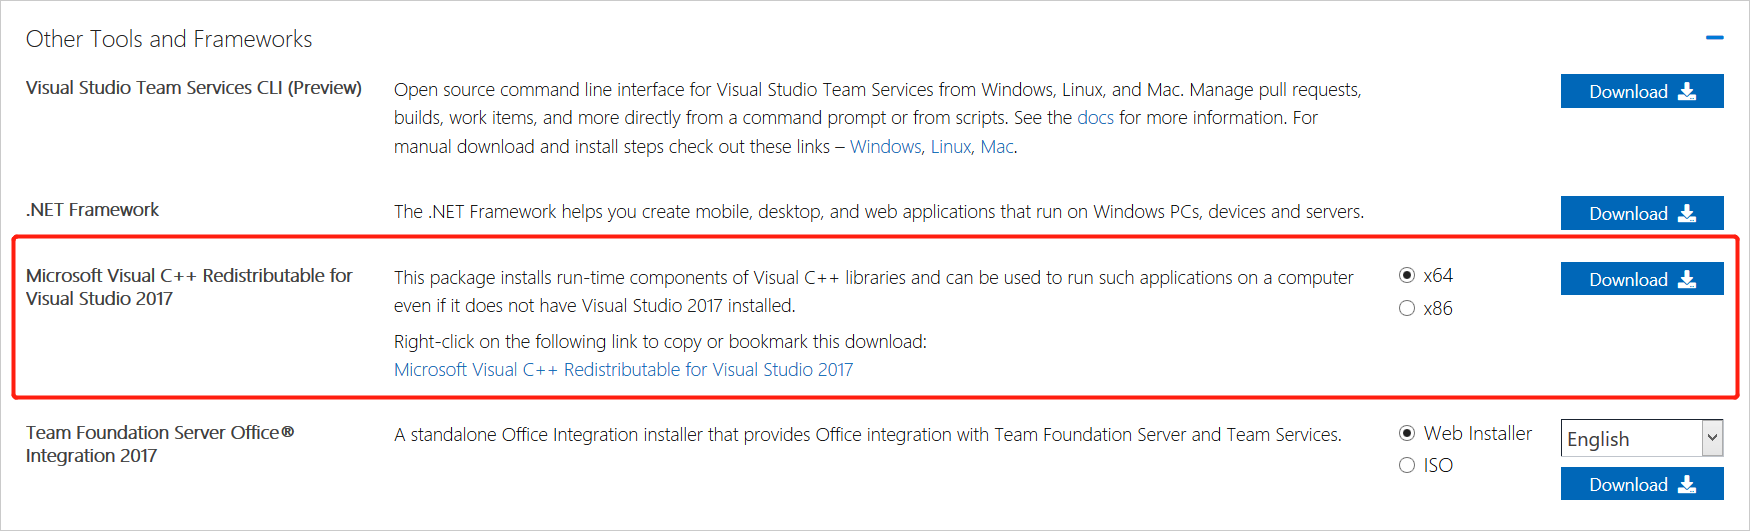 Other Tools and Frameworks
Visual Studio Team Services CLI (Preview)
Open source command line interface for Visual Studio Team Services from Windows, Linux, and Mac. Manage pull requests,
builds, work items, and more directly from a command prompt or from scripts. See the docs for more information. For
manual download and install steps check out these links – Windows, Linux, Mac.
Download
.NET Framework
The .NET Framework helps you create mobile, desktop, and web applications that run on Windows PCs, devices and servers.
Download
Microsoft Visual C++ Redistributable for
Visual Studio 2017
This package installs run-time components of Visual C++ libraries and can be used to run such applications on a computer
even if it does not have Visual Studio 2017 installed.
Right-click on the following link to copy or bookmark this download:
Microsoft Visual C++ Redistributable for Visual Studio 2017
x64
x86
Download
Team Foundation Server Office®
Integration 2017
A standalone Office Integration installer that provides Office integration with Team Foundation Server and Team Services.
Web Installer
ISO
English
Download